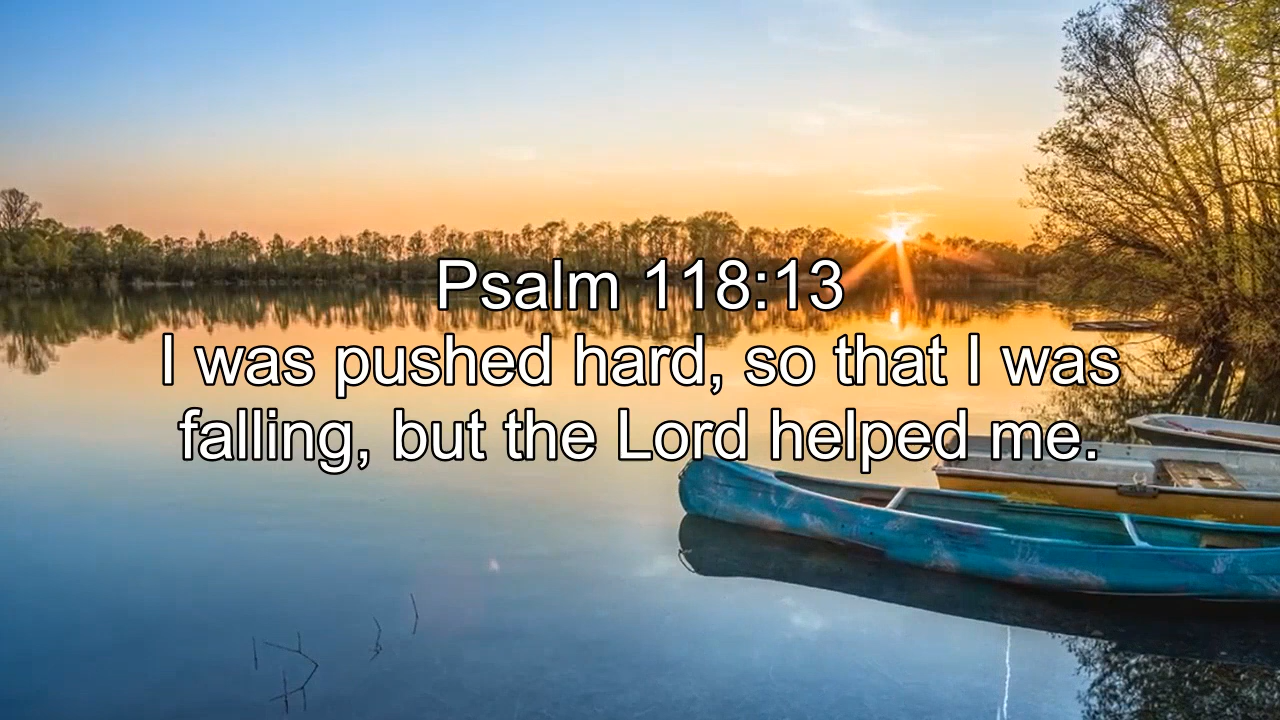 Psalm 118:13
I was pushed hard, so that I was
falling, but the Lord helped me.